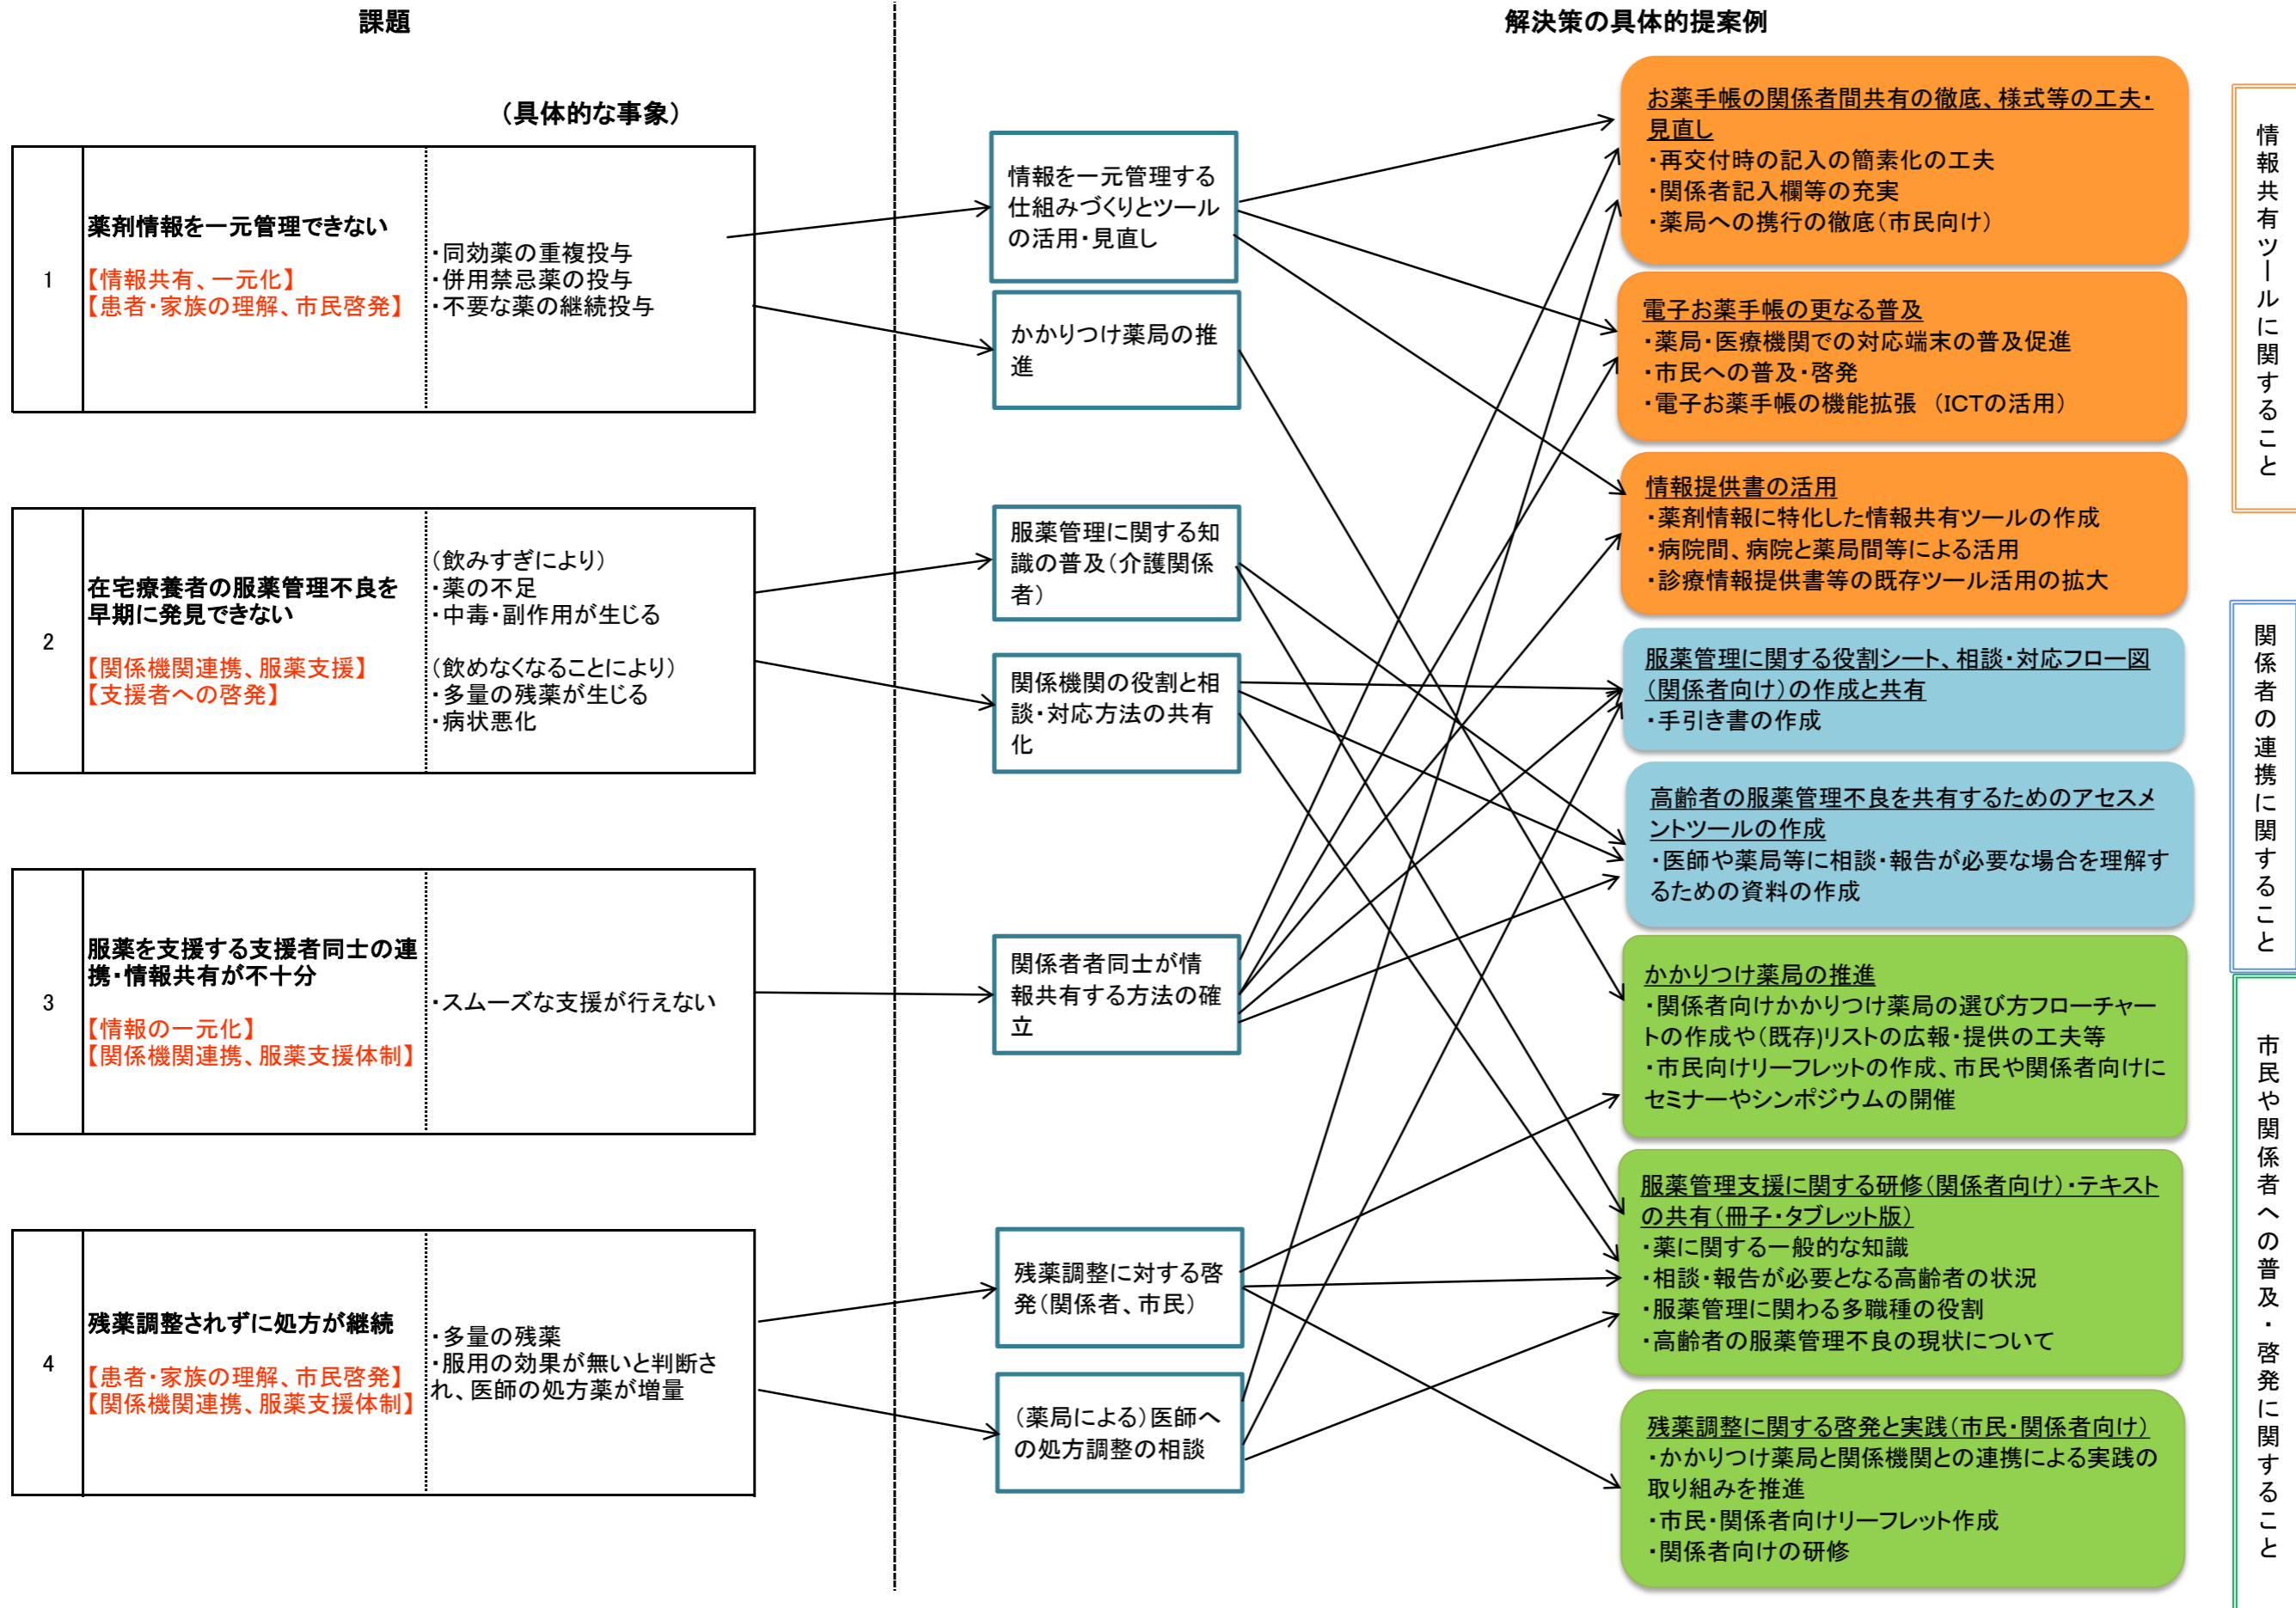 課題
解決策の具体的提案例
(具体的な事象)
1
薬剤情報を一元管理できない
【情報共有、一元化】
【患者・家族の理解、市民啓発】
・同効薬の重複投与
・併用禁忌薬の投与
・不要な薬の継続投与
2
在宅療養者の服薬管理不良を
早期に発見できない
【関係機関連携、服薬支援】
【支援者への啓発】
(飲みすぎにより)
・薬の不足
・中毒・副作用が生じる
(飲めなくなることにより)
・多量の残薬が生じる
・病状悪化
3
服薬を支援する支援者同士の連
携・情報共有が不十分
【情報の一元化】
【関係機関連携、服薬支援体制】
・スムーズな支援が行えない
4
残薬調整されずに処方が継続
【患者・家族の理解、市民啓発】
【関係機関連携、服薬支援体制】
・多量の残薬
・服用の効果が無いと判断さ
れ、医師の処方薬が増量
情報を一元管理する
仕組みづくりとツール
の活用・見直し
かかりつけ薬局の推
進
服薬管理に関する知
識の普及(介護関係
者)
関係機関の役割と相
談・対応方法の共有
化
関係者者同士が情
報共有する方法の確
立
残薬調整に対する啓
発(関係者、市民)
(薬局による)医師へ
の処方調整の相談
お薬手帳の関係者間共有の徹底、様式等の工夫・
見直し
・再交付時の記入の簡素化の工夫
・関係者記入欄等の充実
・薬局への携行の徹底(市民向け)
電子お薬手帳の更なる普及
・薬局・医療機関での対応端末の普及促進
・市民への普及・啓発
・電子お薬手帳の機能拡張 (ICTの活用)
情報提供書の活用
・薬剤情報に特化した情報共有ツールの作成
・病院間、病院と薬局間等による活用
・診療情報提供書等の既存ツール活用の拡大
服薬管理に関する役割シート、相談・対応フロー図
(関係者向け)の作成と共有
・手引き書の作成
高齢者の服薬管理不良を共有するためのアセスメ
ントツールの作成
・医師や薬局等に相談・報告が必要な場合を理解す
るための資料の作成
かかりつけ薬局の推進
・関係者向けかかりつけ薬局の選び方フローチャー
トの作成や(既存)リストの広報・提供の工夫等
・市民向けリーフレットの作成、市民や関係者向けに
セミナーやシンポジウムの開催
服薬管理支援に関する研修(関係者向け)・テキスト
の共有(冊子・タブレット版)
・薬に関する一般的な知識
・相談・報告が必要となる高齢者の状況
・服薬管理に関わる多職種の役割
・高齢者の服薬管理不良の現状について
残薬調整に関する啓発と実践(市民・関係者向け)
・かかりつけ薬局と関係機関との連携による実践の
取り組みを推進
・市民・関係者向けリーフレット作成
・関係者向けの研修
情報共有ツールに関すること
関係者の連携に関すること
市民や関係者への普及・啓発に関すること